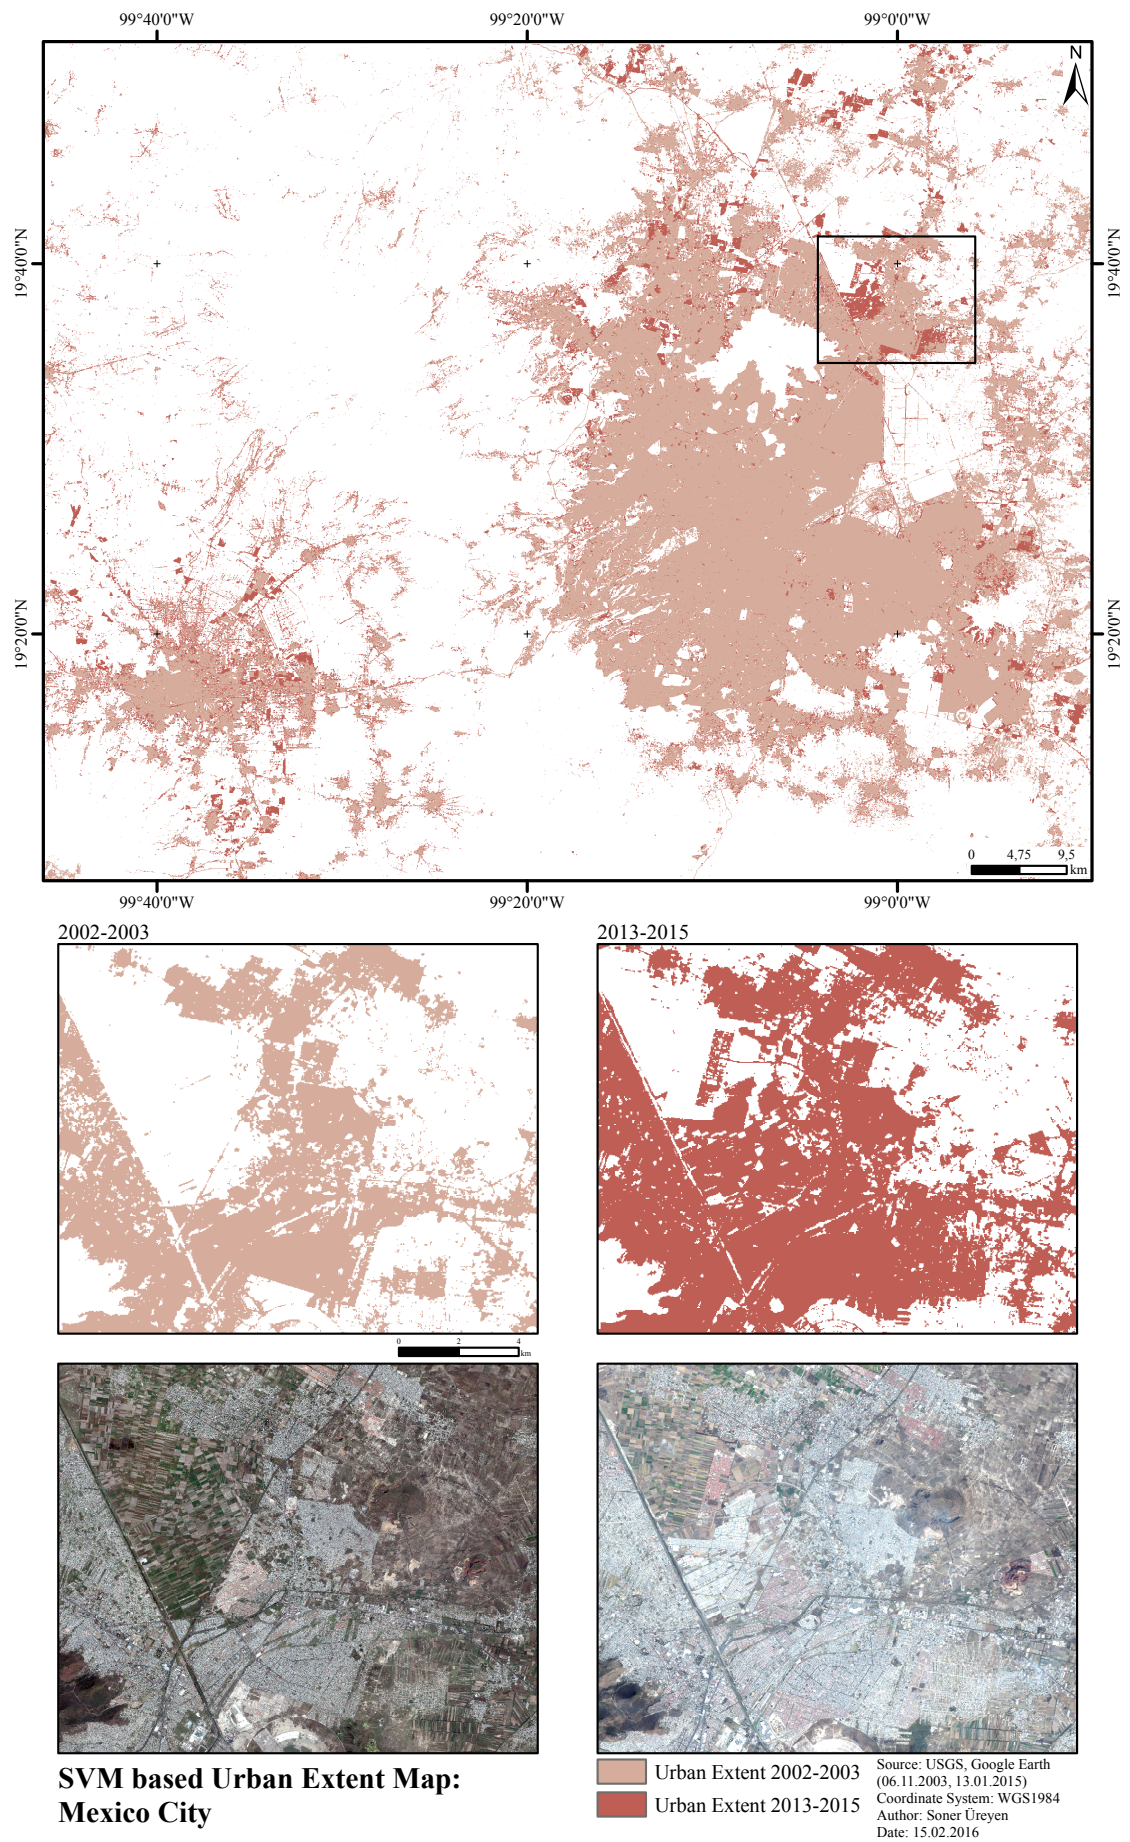 99°40'0"W 99°20'0"W 99°0'0"W
N
19°40'0"N 19°40'0"N
19°20'0"N 19°20'0"N
0 4,75 9,5
km
99°40'0"W 99°20'0"W 99°0'0"W
2002-2003 2013-2015
0 2 4
km
SVM based Urban Extent Map:
Mexico City
Urban Extent 2002-2003
Urban Extent 2013-2015
Source: USGS, Google Earth
(06.11.2003, 13.01.2015)
Coordinate System: WGS1984
Author: Soner Üreyen
Date: 15.02.2016